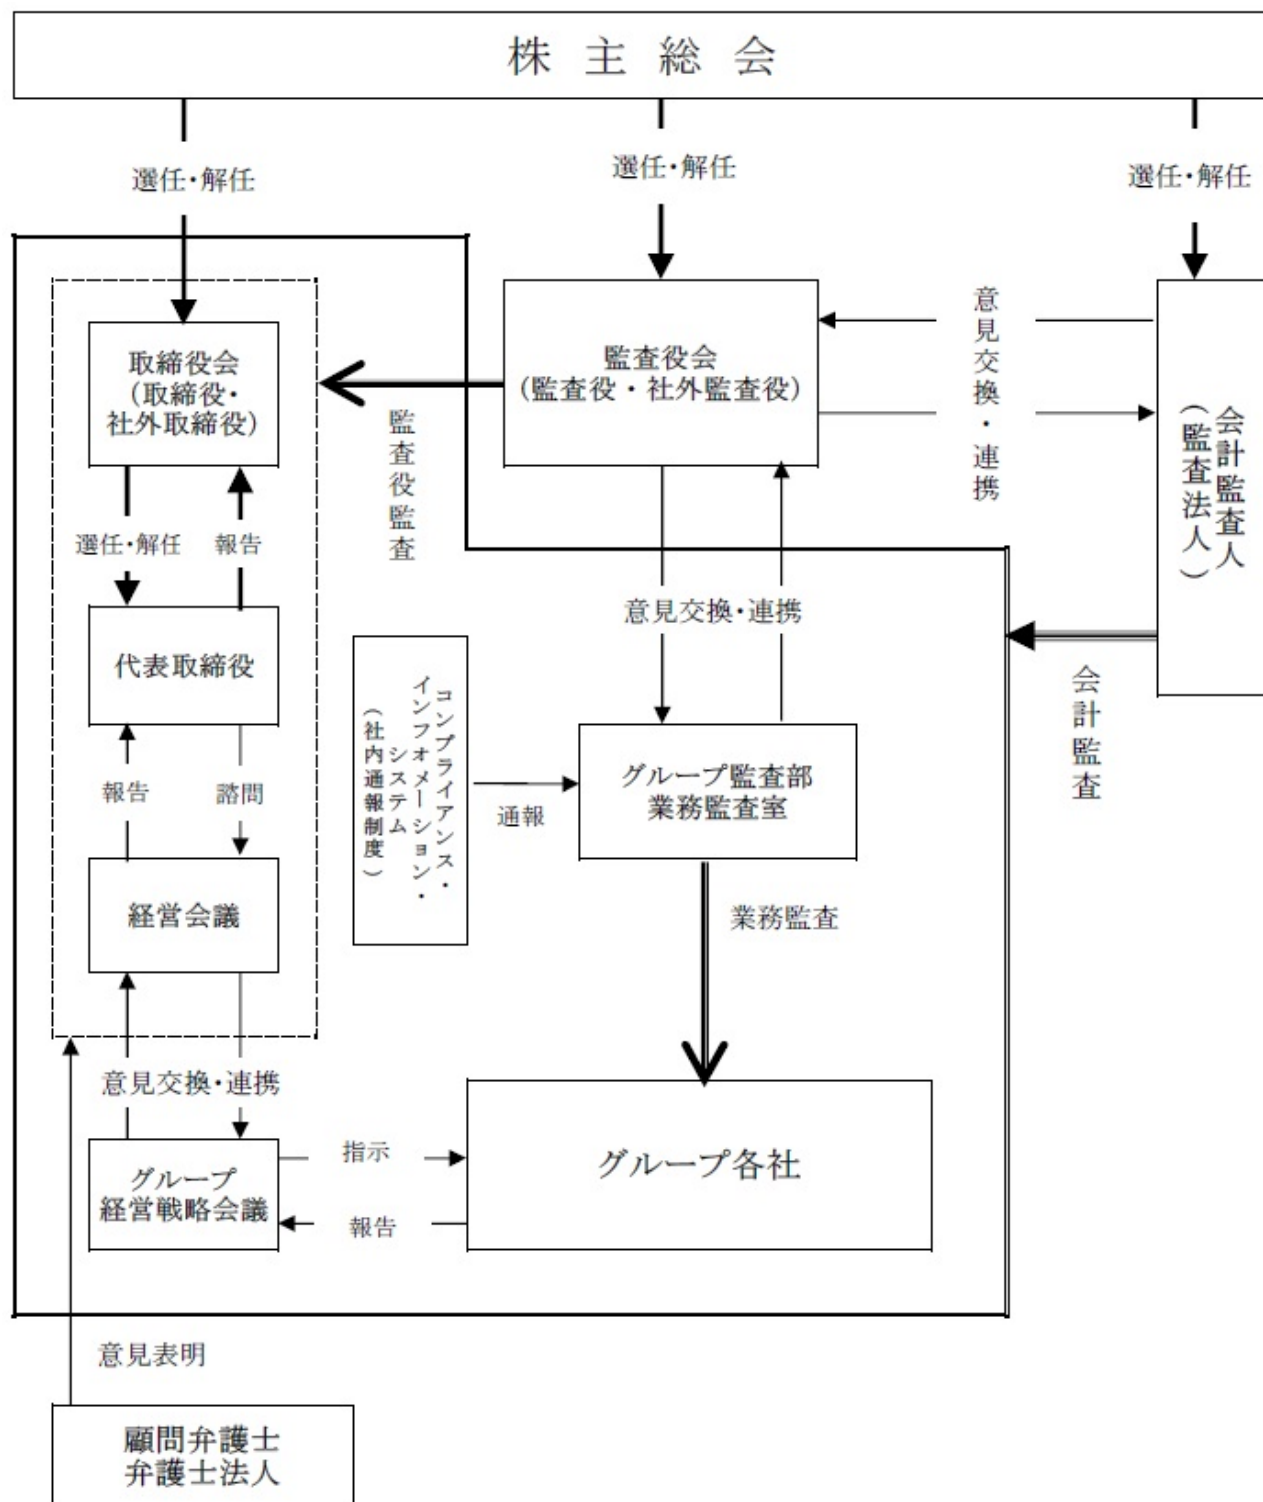 株主総会
選任・解任
選任・解任
選任・解任
取締役会
（取締役・
社外取締役）
監査役会
（監査役・社外監査役）
意見交換・連携
会計監査人
（監査法人）
監査役監査
選任・解任
報告
意見交換・連携
代表取締役
コンプライアンス・
インフォメーション・
システム
（社内通報制度）
会計監査
報告
諮問
通報
グループ監査部
業務監査室
経営会議
業務監査
意見交換・連携
グループ
経営戦略会議
指示
報告
グループ各社
意見表明
顧問弁護士
弁護士法人